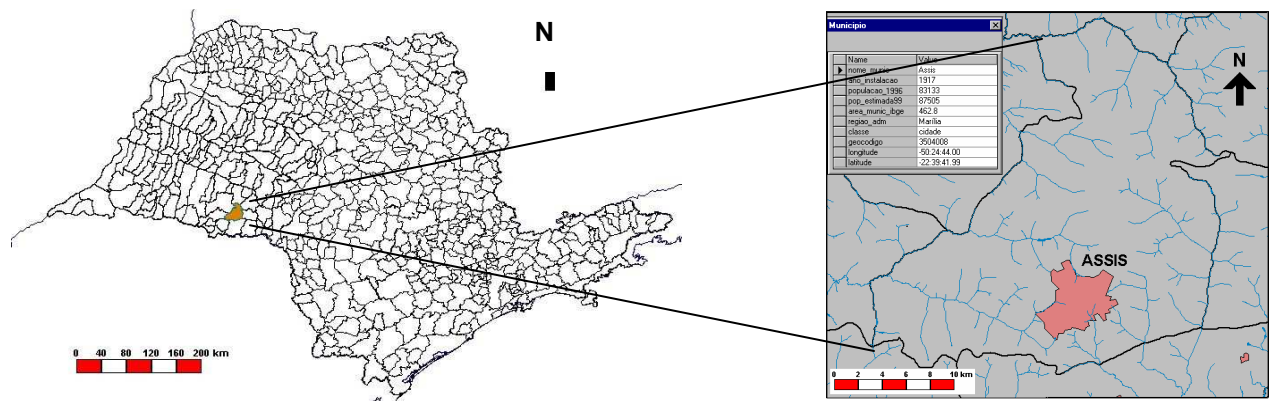 N
0 40 80 120 160 200 km
Municipio
Name Value
nome_munic Assis
ano_instalacao 1917
populacao_1996 83133
pop_estimada99 87505
area_munic_ibge 462.8
regiao_adm Marília
classe cidade
geocodigo 3504008
longitude -50:24:44.00
latitude -22:39:41.99
N
ASSIS
0 2 4 6 8 10 km